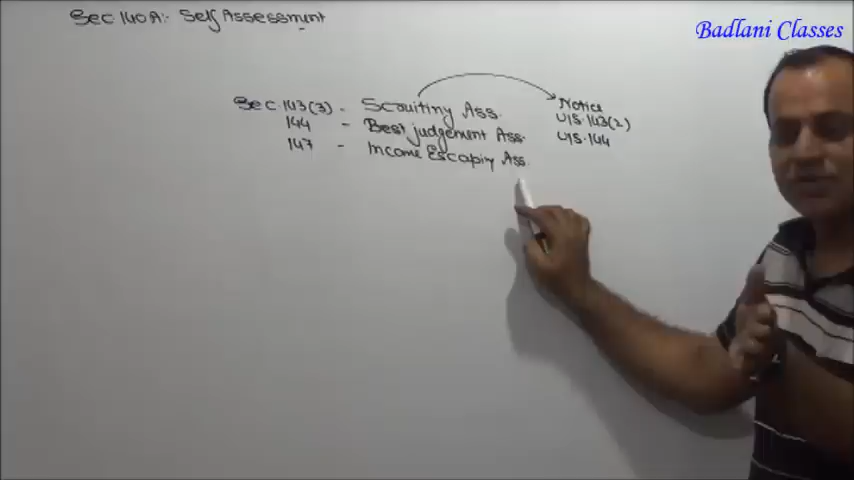 Badlani Classes
Sec 140A:- Self Assessment
Sec 143(3) - Scouitiny Ass. Notice
U/S. 143(2)
144 - Best judgement Ass. U/S. 144
147 - Income Escaping Ass.